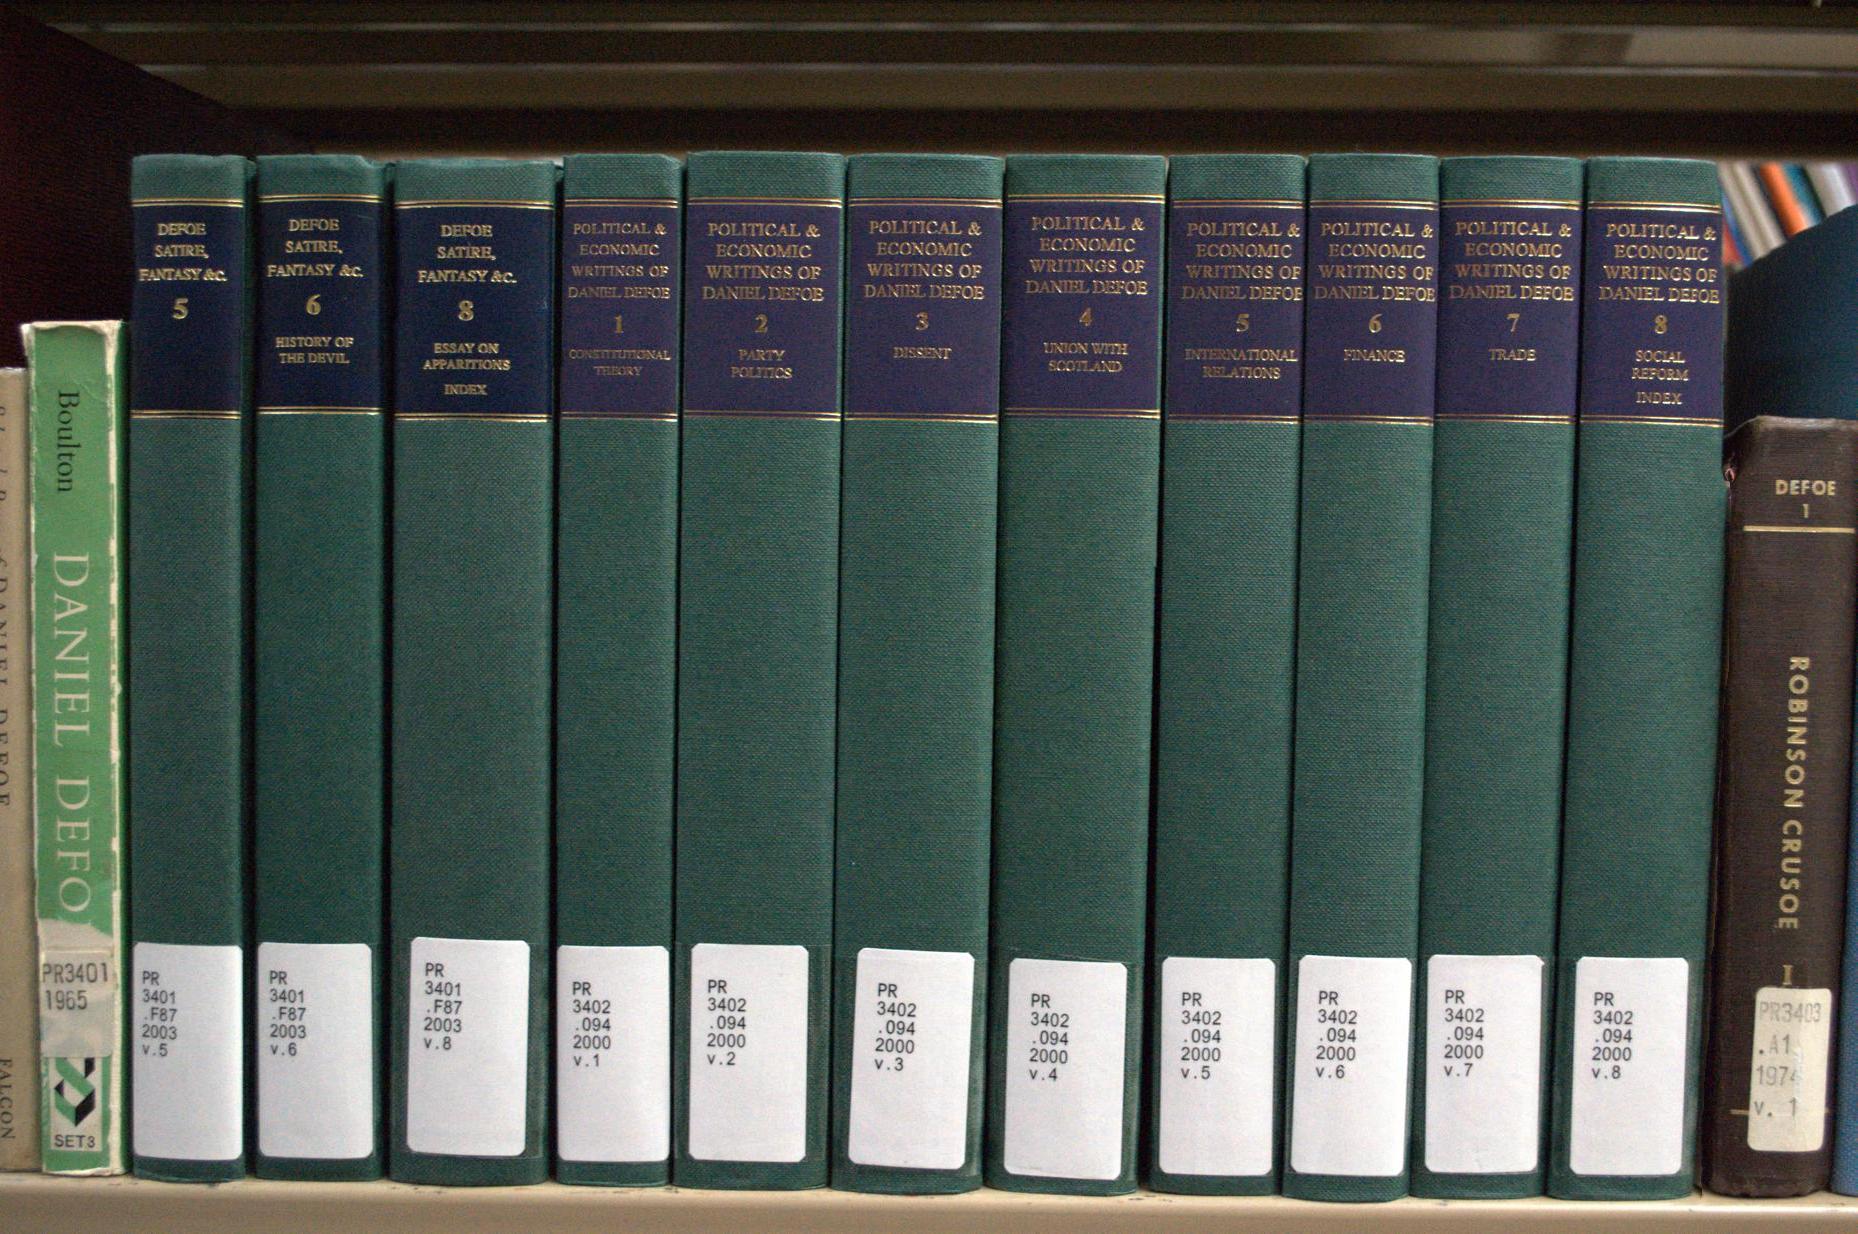 DANIEL DEFOE
FALCON
Boulton
DANIEL DEFO
PR3401
1965
SET3
DEFOE
SATIRE,
FANTASY &c.
5
PR
3401
.F87
2003
v.5
DEFOE
SATIRE,
FANTASY &c.
6
HISTORY OF
THE DEVIL
PR
3401
.F87
2003
v.6
DEFOE
SATIRE,
FANTASY &c.
8
ESSAY ON
APPARITIONS
INDEX
PR
3401
.F87
2003
v.8
POLITICAL &
ECONOMIC
WRITINGS OF
DANIEL DEFOE
1
CONSTITUTIONAL
THEORY
PR
3402
.094
2000
v.1
POLITICAL &
ECONOMIC
WRITINGS OF
DANIEL DEFOE
2
PARTY
POLITICS
PR
3402
.094
2000
v.2
POLITICAL &
ECONOMIC
WRITINGS OF
DANIEL DEFOE
3
DISSENT
PR
3402
.094
2000
v.3
POLITICAL &
ECONOMIC
WRITINGS OF
DANIEL DEFOE
4
UNION WITH
SCOTLAND
PR
3402
.094
2000
v.4
POLITICAL &
ECONOMIC
WRITINGS OF
DANIEL DEFOE
5
INTERNATIONAL
RELATIONS
PR
3402
.094
2000
v.5
POLITICAL &
ECONOMIC
WRITINGS OF
DANIEL DEFOE
6
FINANCE
PR
3402
.094
2000
v.6
POLITICAL &
ECONOMIC
WRITINGS OF
DANIEL DEFOE
7
TRADE
PR
3402
.094
2000
v.7
POLITICAL &
ECONOMIC
WRITINGS OF
DANIEL DEFOE
8
SOCIAL
REFORM
INDEX
PR
3402
.094
2000
v.8
DEFOE
1
ROBINSON CRUSOE
I
PR3403
.A1
1974
v. 1